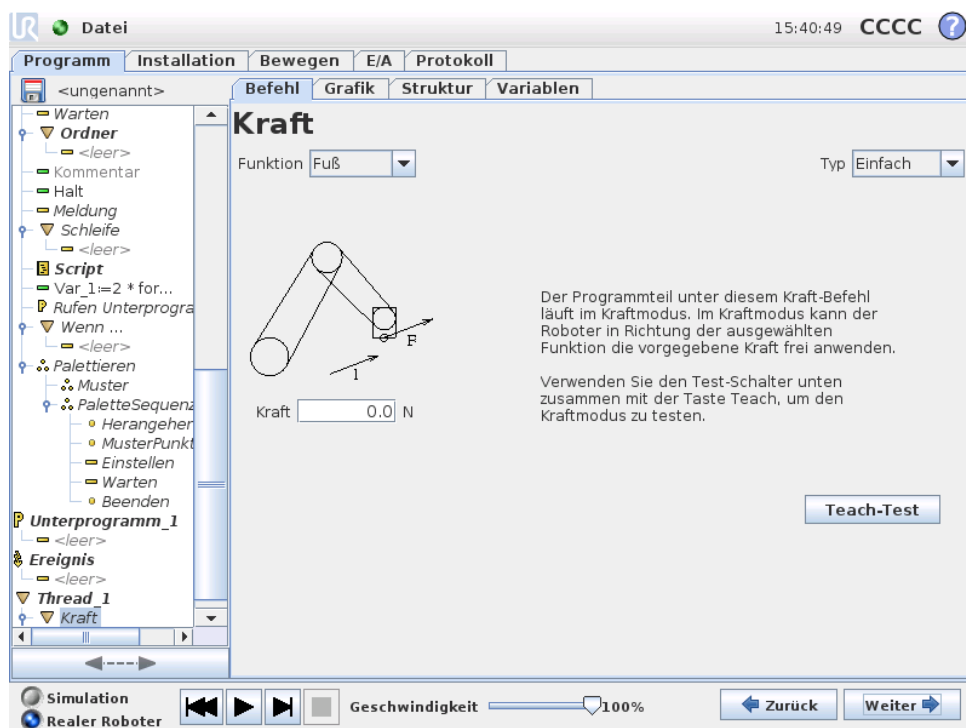 UR Datei 15:40:49 CCCC ?
Programm Installation Bewegen E/A Protokoll
<ungenannt>
Befehl Grafik Struktur Variablen
Warten
Ordner
<leer>
Kommentar
Halt
Meldung
Schleife
<leer>
Script
Var_1:=2 * for...
Rufen Unterprogra
Wenn ...
<leer>
Palettieren
Muster
PaletteSequenz
Herangehen
MusterPunkt
Einstellen
Warten
Beenden
P Unterprogramm_1
<leer>
Ereignis
<leer>
Thread_1
Kraft
Kraft
Funktion Fuß
Typ Einfach
F
1
Kraft 0.0 N
Der Programmteil unter diesem Kraft-Befehl
läuft im Kraftmodus. Im Kraftmodus kann der
Roboter in Richtung der ausgewählten
Funktion die vorgegebene Kraft frei anwenden.
Verwenden Sie den Test-Schalter unten
zusammen mit der Taste Teach, um den
Kraftmodus zu testen.
Teach-Test
Simulation
Realer Roboter
Geschwindigkeit 100%
Zurück
Weiter